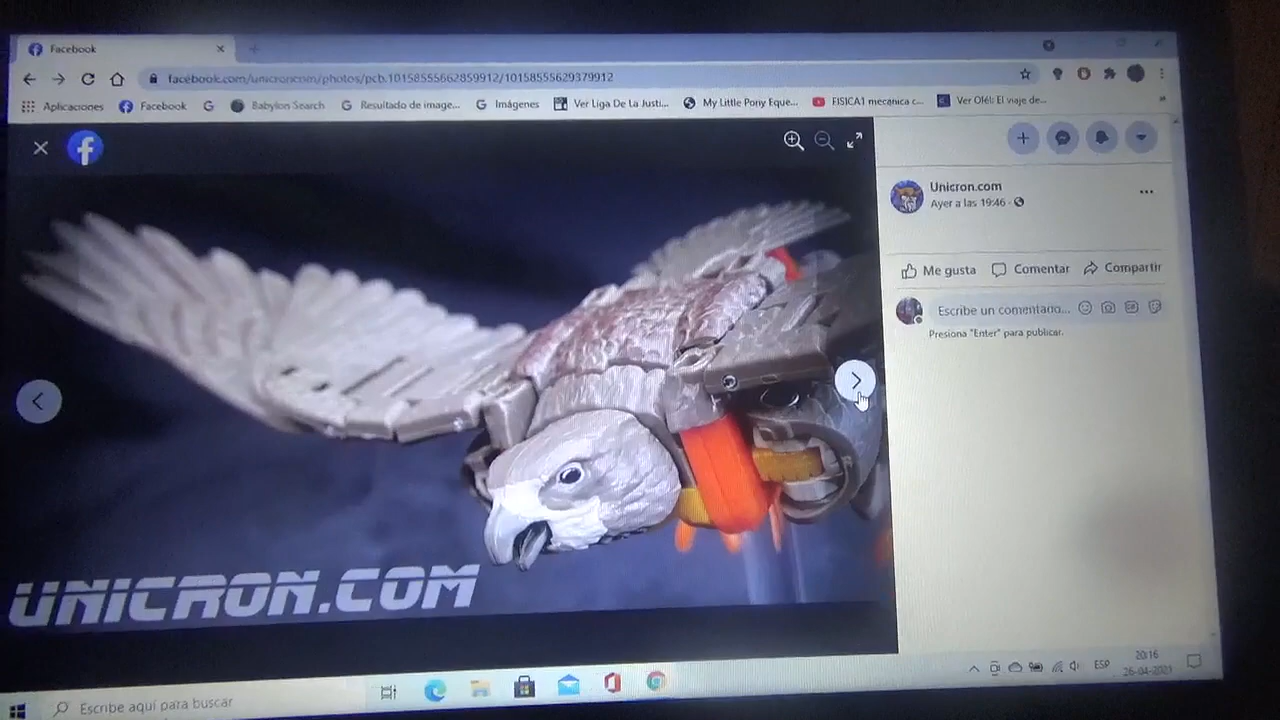 Facebook
facebook.com/unicroncom/photos/pcb.10158555662859912/10158555629379912
Aplicaciones Facebook Babylon Search Resultado de image... Imágenes Ver Liga De La Justi... My Little Pony Eque... FISICA1 mecanica c... Ver Olé!: El viaje de...
Unicron.com
Ayer a las 19:46
Me gusta Comentar Compartir
Escribe un comentario...
Presiona "Enter" para publicar.
UNICRON.COM
ESP
20:16
26-04-2021
Escribe aquí para buscar